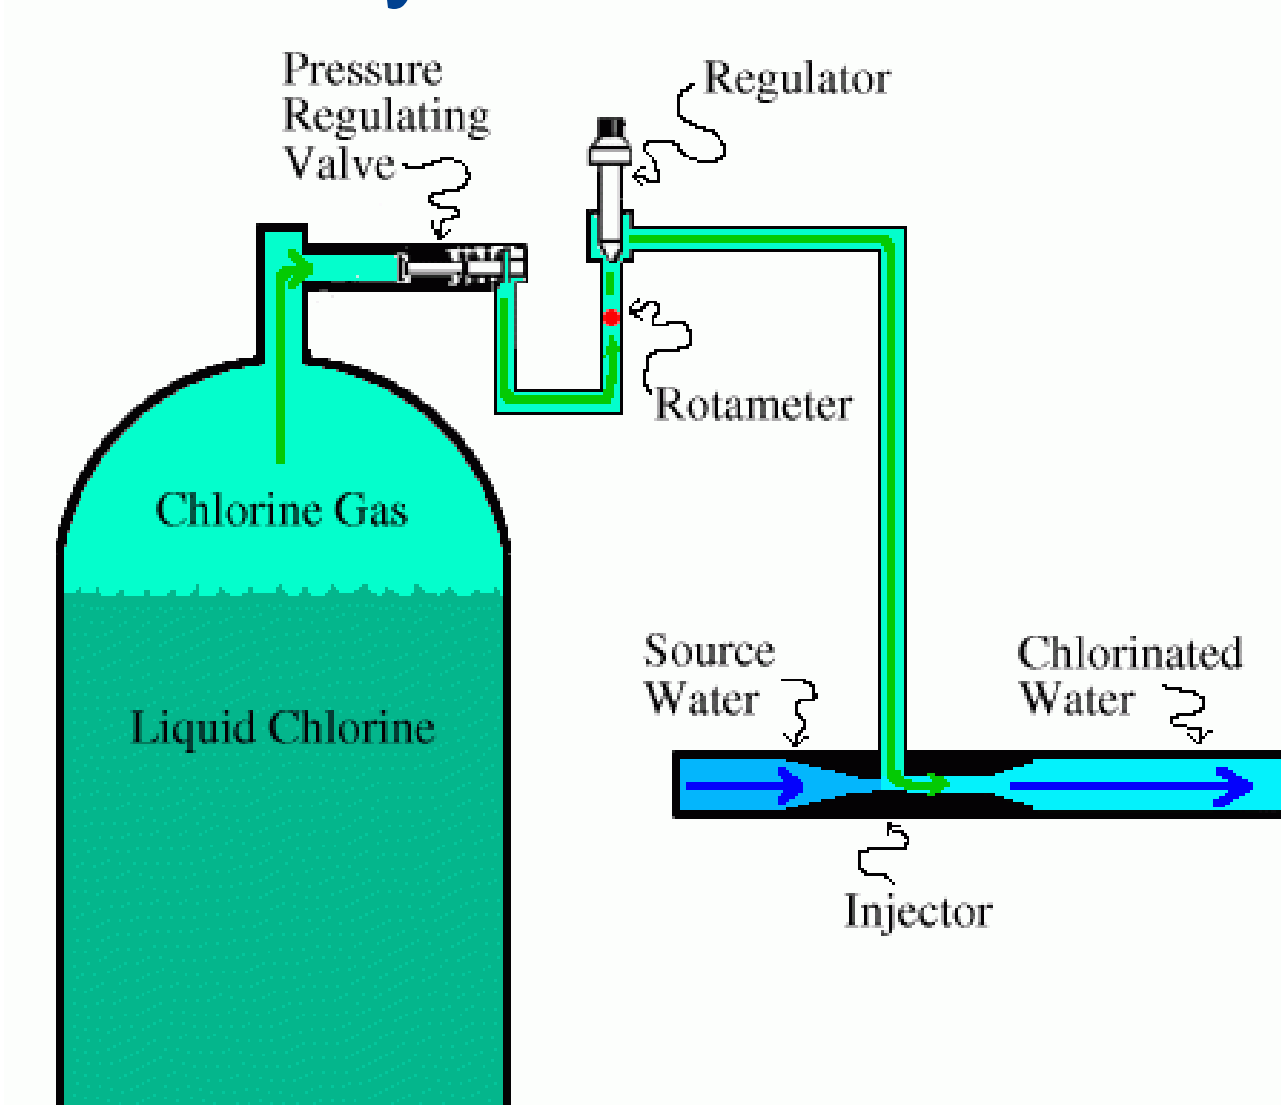 Pressure
Regulating
Valve
Regulator
Rotameter
Chlorine Gas
Liquid Chlorine
Source
Water
Chlorinated
Water
Injector